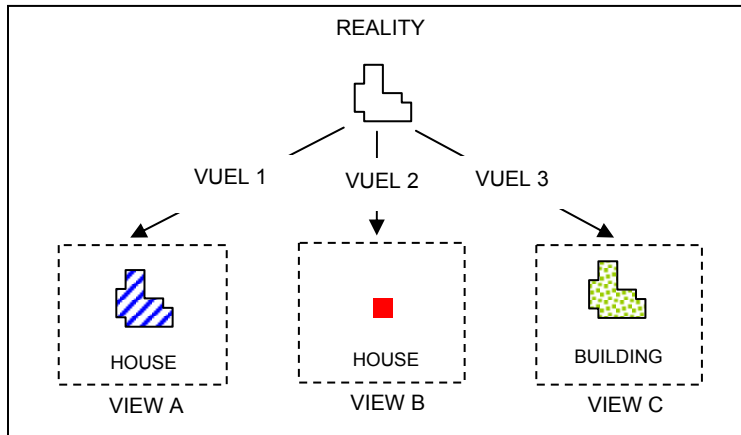 REALITY
VUEL 1
VUEL 2
VUEL 3
HOUSE
HOUSE
BUILDING
VIEW A
VIEW B
VIEW C